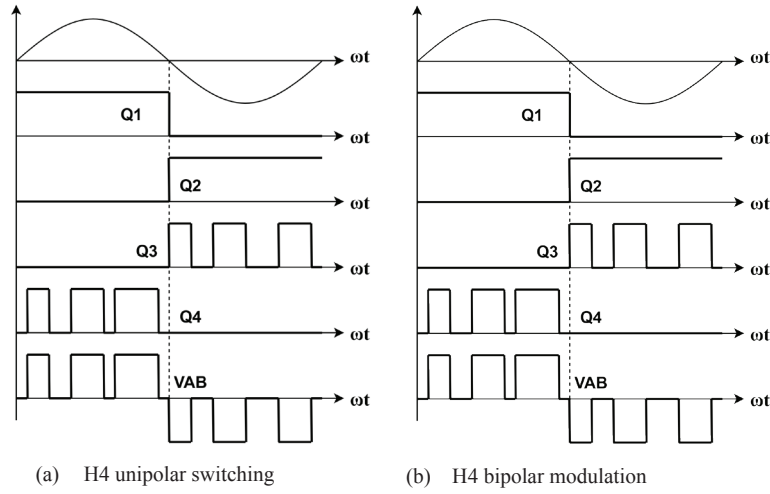 ωt
Q1
ωt
Q2
ωt
Q3
ωt
Q4
ωt
VAB
ωt
(a) H4 unipolar switching
ωt
Q1
ωt
Q2
ωt
Q3
ωt
Q4
ωt
VAB
ωt
(b) H4 bipolar modulation